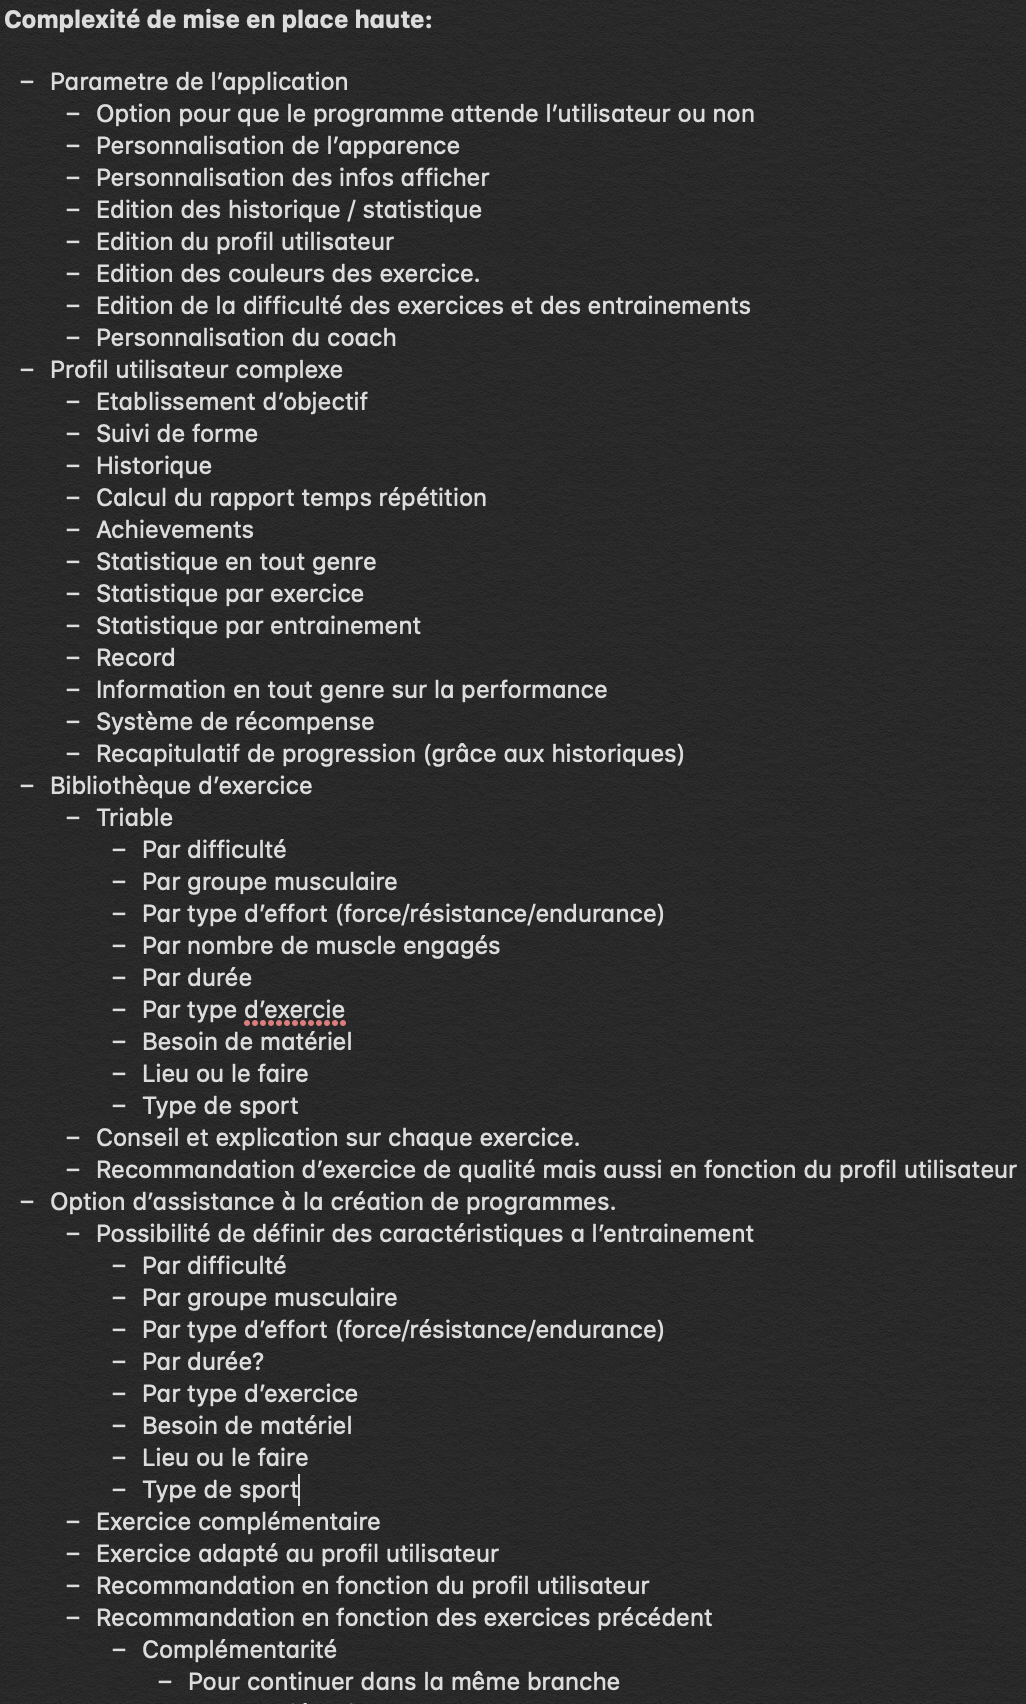 Complexité de mise en place haute:
– Parametre de l'application
– Option pour que le programme attende l'utilisateur ou non
– Personnalisation de l'apparence
– Personnalisation des infos afficher
– Edition des historique / statistique
– Edition du profil utilisateur
– Edition des couleurs des exercice.
– Edition de la difficulté des exercices et des entrainements
– Personnalisation du coach
– Profil utilisateur complexe
– Etablissement d'objectif
– Suivi de forme
– Historique
– Calcul du rapport temps répétition
– Achievements
– Statistique en tout genre
– Statistique par exercice
– Statistique par entrainement
– Record
– Information en tout genre sur la performance
– Système de récompense
– Recapitulatif de progression (grâce aux historiques)
– Bibliothèque d'exercice
– Triable
– Par difficulté
– Par groupe musculaire
– Par type d'effort (force/résistance/endurance)
– Par nombre de muscle engagés
– Par durée
– Par type d'exercie
– Besoin de matériel
– Lieu ou le faire
– Type de sport
– Conseil et explication sur chaque exercice.
– Recommandation d'exercice de qualité mais aussi en fonction du profil utilisateur
– Option d'assistance à la création de programmes.
– Possibilité de définir des caractéristiques a l'entrainement
– Par difficulté
– Par groupe musculaire
– Par type d'effort (force/résistance/endurance)
– Par durée?
– Par type d'exercice
– Besoin de matériel
– Lieu ou le faire
– Type de sport
– Exercice complémentaire
– Exercice adapté au profil utilisateur
– Recommandation en fonction du profil utilisateur
– Recommandation en fonction des exercices précédent
– Complémentarité
– Pour continuer dans la même branche